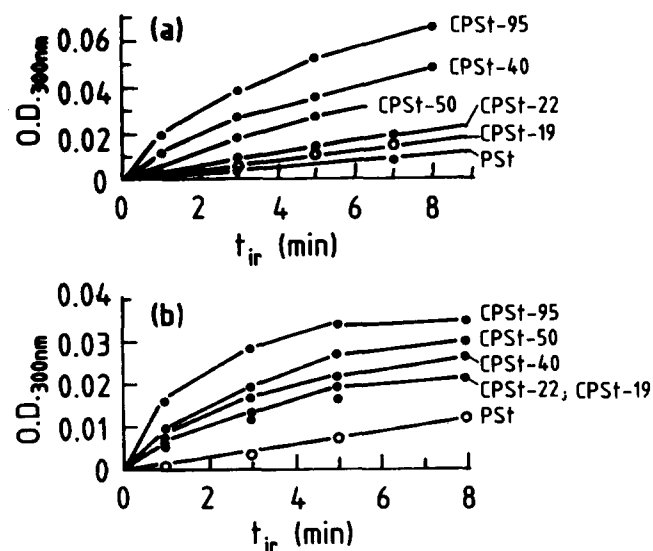 (a)
0.06
0.04
0.02
0
O.D.300nm
CPSt-95
CPSt-40
CPSt-50
CPSt-22
CPSt-19
PSt
0 2 4 6 8
t_ir (min)
(b)
0.04
0.03
0.02
0.01
0
O.D.300nm
CPSt-95
CPSt-50
CPSt-40
CPSt-22; CPSt-19
PSt
0 2 4 6 8
t_ir (min)